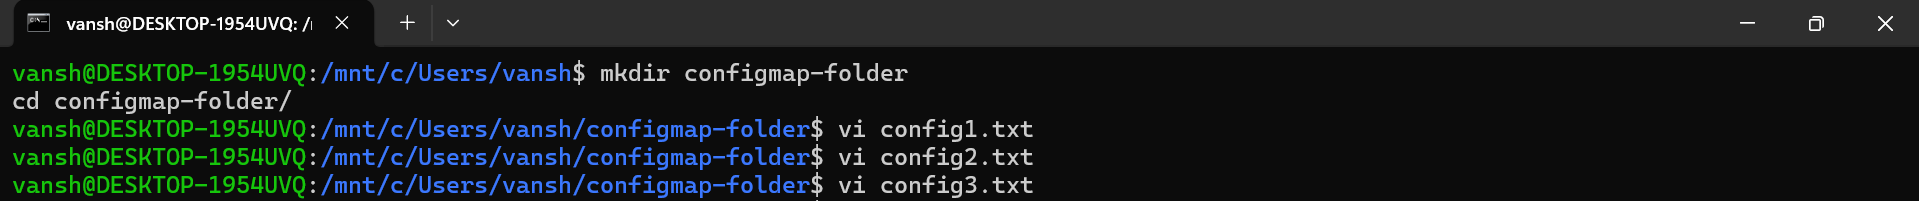 vansh@DESKTOP-1954UVQ: /
vansh@DESKTOP-1954UVQ:/mnt/c/Users/vansh$ mkdir configmap-folder
cd configmap-folder/
vansh@DESKTOP-1954UVQ:/mnt/c/Users/vansh/configmap-folder$ vi config1.txt
vansh@DESKTOP-1954UVQ:/mnt/c/Users/vansh/configmap-folder$ vi config2.txt
vansh@DESKTOP-1954UVQ:/mnt/c/Users/vansh/configmap-folder$ vi config3.txt